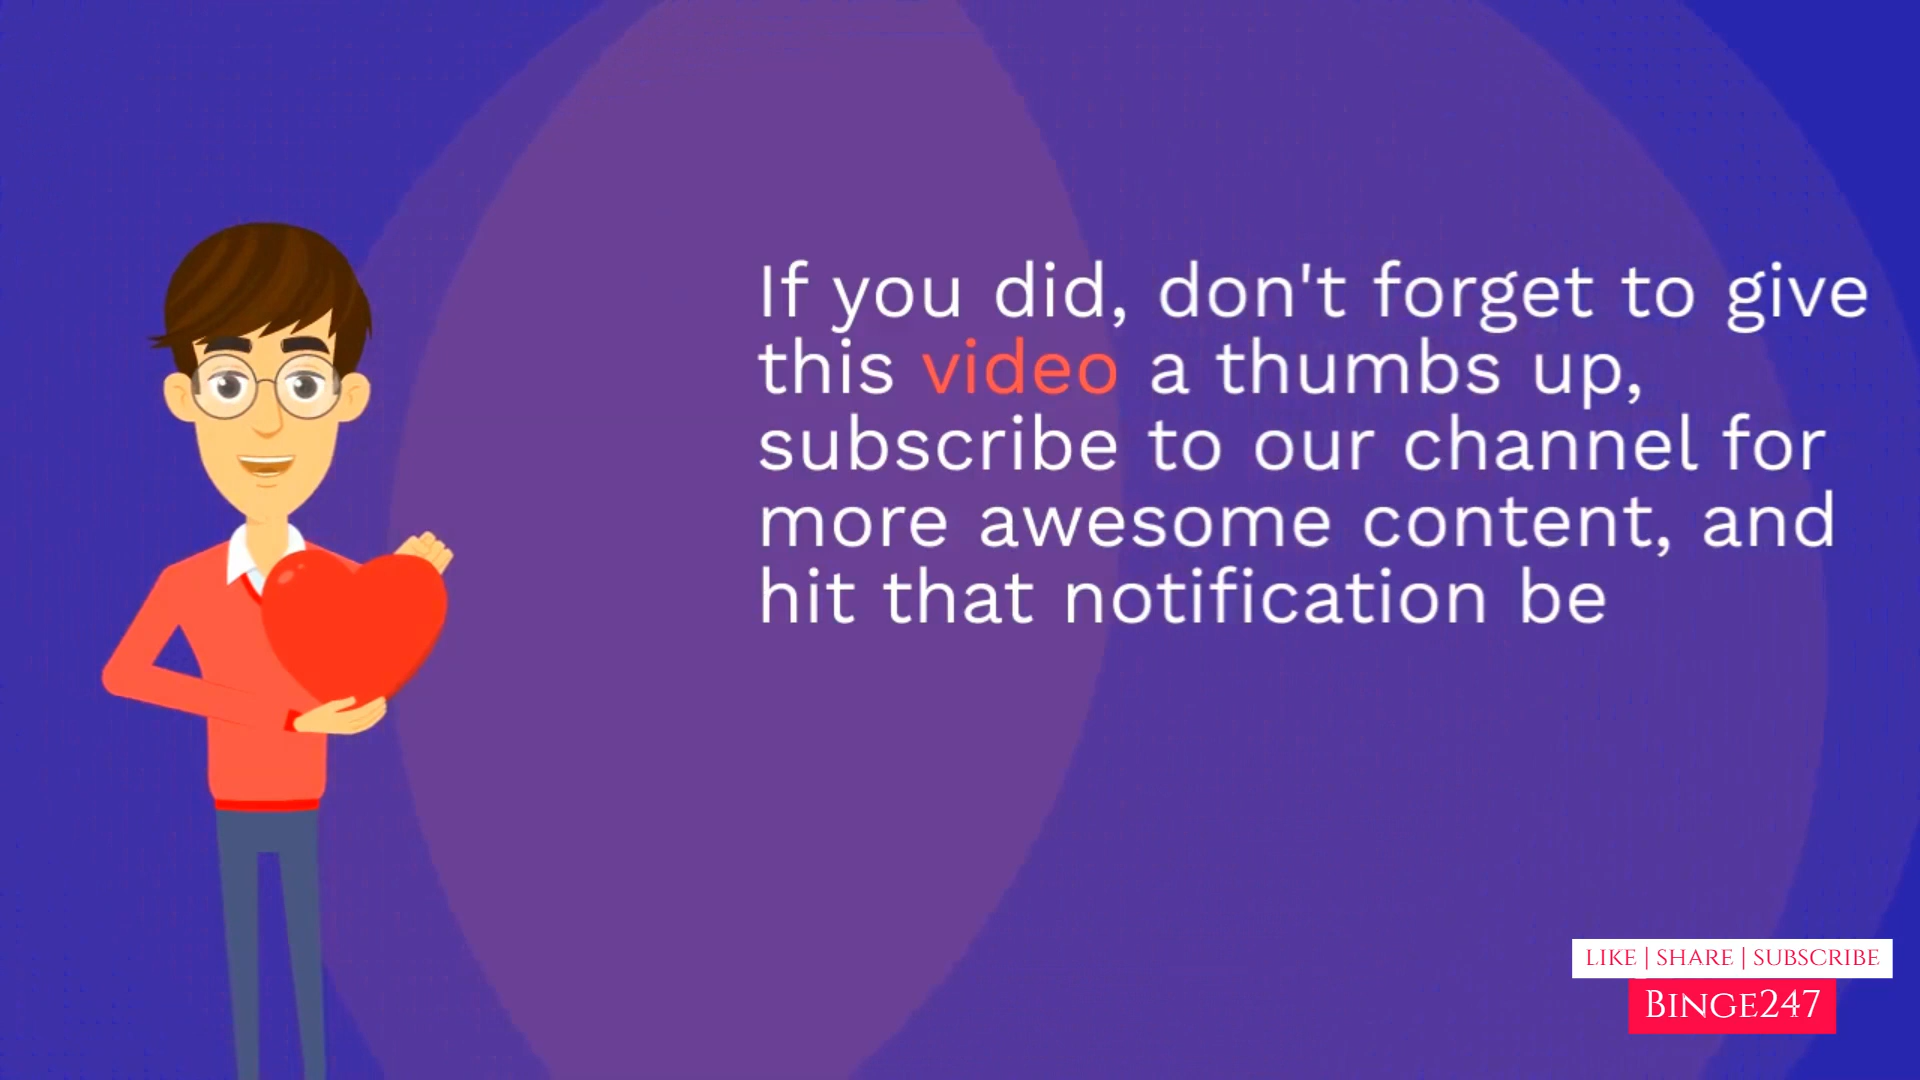 If you did, don't forget to give
this video a thumbs up,
subscribe to our channel for
more awesome content, and
hit that notification be
LIKE | SHARE | SUBSCRIBE
BINGE247